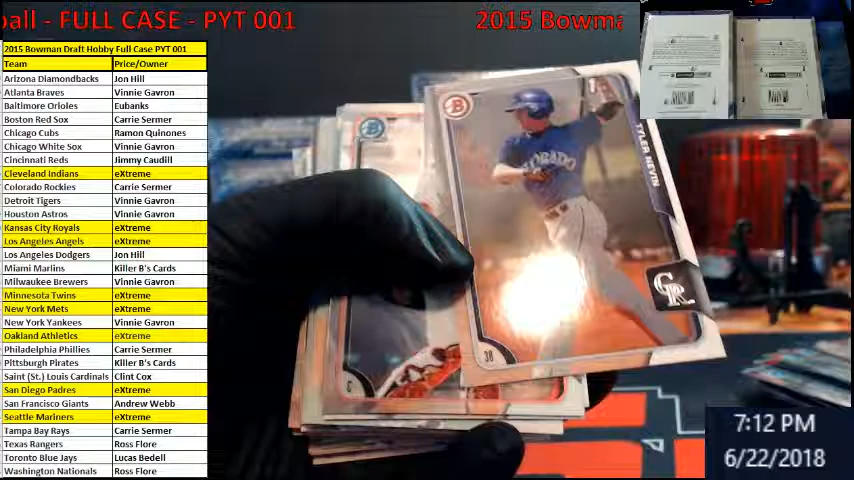 ball - FULL CASE - PYT 001
2015 Bowma
2015 Bowman Draft Hobby Full Case PYT 001
Team Price/Owner
Arizona Diamondbacks Jon Hill
Atlanta Braves Vinnie Gavron
Baltimore Orioles Eubanks
Boston Red Sox Carrie Sermer
Chicago Cubs Ramon Quinones
Chicago White Sox Vinnie Gavron
Cincinnati Reds Jimmy Caudill
Cleveland Indians eXtreme
Colorado Rockies Carrie Sermer
Detroit Tigers Vinnie Gavron
Houston Astros Vinnie Gavron
Kansas City Royals eXtreme
Los Angeles Angels eXtreme
Los Angeles Dodgers Jon Hill
Miami Marlins Killer B's Cards
Milwaukee Brewers Vinnie Gavron
Minnesota Twins eXtreme
New York Mets eXtreme
New York Yankees Vinnie Gavron
Oakland Athletics eXtreme
Philadelphia Phillies Carrie Sermer
Pittsburgh Pirates Killer B's Cards
Saint (St.) Louis Cardinals Clint Cox
San Diego Padres eXtreme
San Francisco Giants Andrew Webb
Seattle Mariners eXtreme
Tampa Bay Rays Carrie Sermer
Texas Rangers Ross Flore
Toronto Blue Jays Lucas Bedell
Washington Nationals Ross Flore
B
TYLER NEVIN
ORADO
CR
C
7:12 PM
6/22/2018